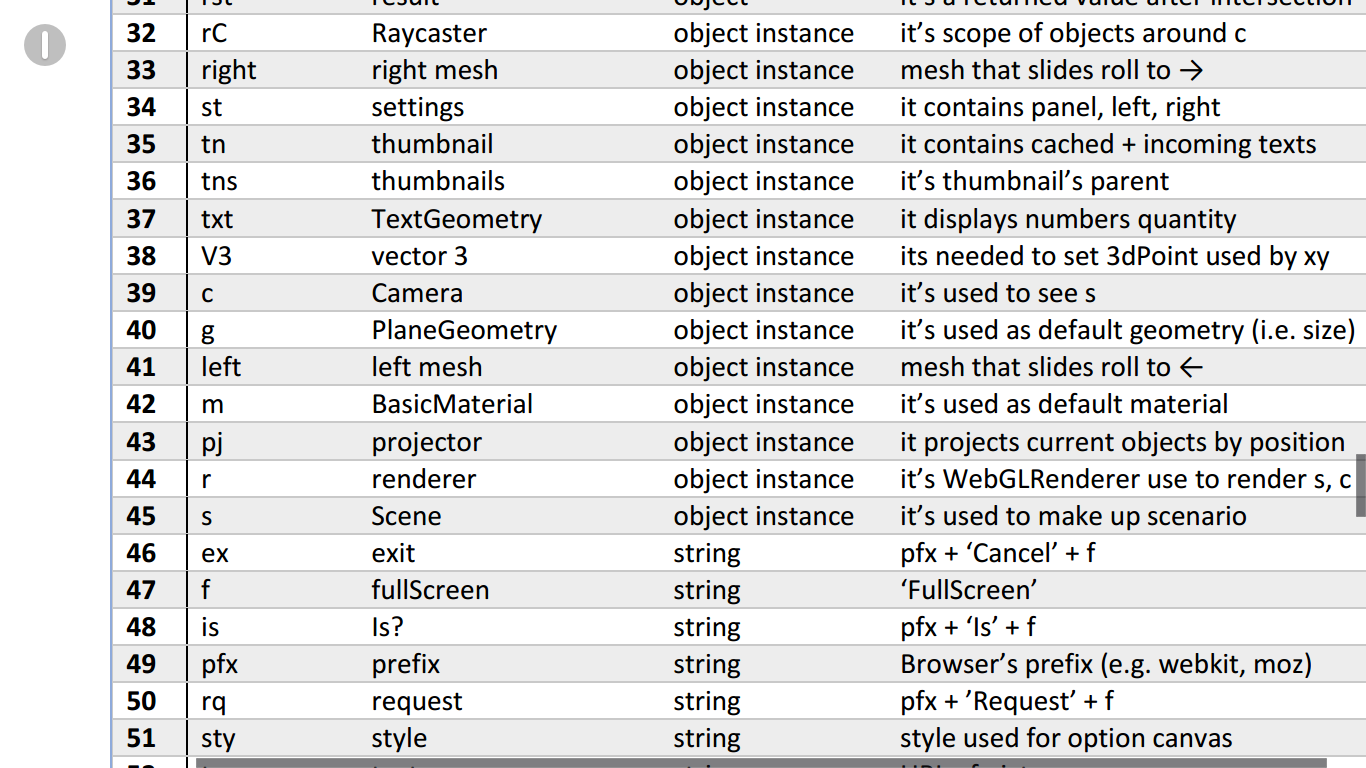 31 rst result object it’s a returned value after intersection
32 rC Raycaster object instance it’s scope of objects around c
33 right right mesh object instance mesh that slides roll to →
34 st settings object instance it contains panel, left, right
35 tn thumbnail object instance it contains cached + incoming texts
36 tns thumbnails object instance it’s thumbnail’s parent
37 txt TextGeometry object instance it displays numbers quantity
38 V3 vector 3 object instance its needed to set 3dPoint used by xy
39 c Camera object instance it’s used to see s
40 g PlaneGeometry object instance it’s used as default geometry (i.e. size)
41 left left mesh object instance mesh that slides roll to ←
42 m BasicMaterial object instance it’s used as default material
43 pj projector object instance it projects current objects by position
44 r renderer object instance it’s WebGLRenderer use to render s, c
45 s Scene object instance it’s used to make up scenario
46 ex exit string pfx + ‘Cancel’ + f
47 f fullScreen string ‘FullScreen’
48 is Is? string pfx + ‘Is’ + f
49 pfx prefix string Browser’s prefix (e.g. webkit, moz)
50 rq request string pfx + ’Request’ + f
51 sty style string style used for option canvas